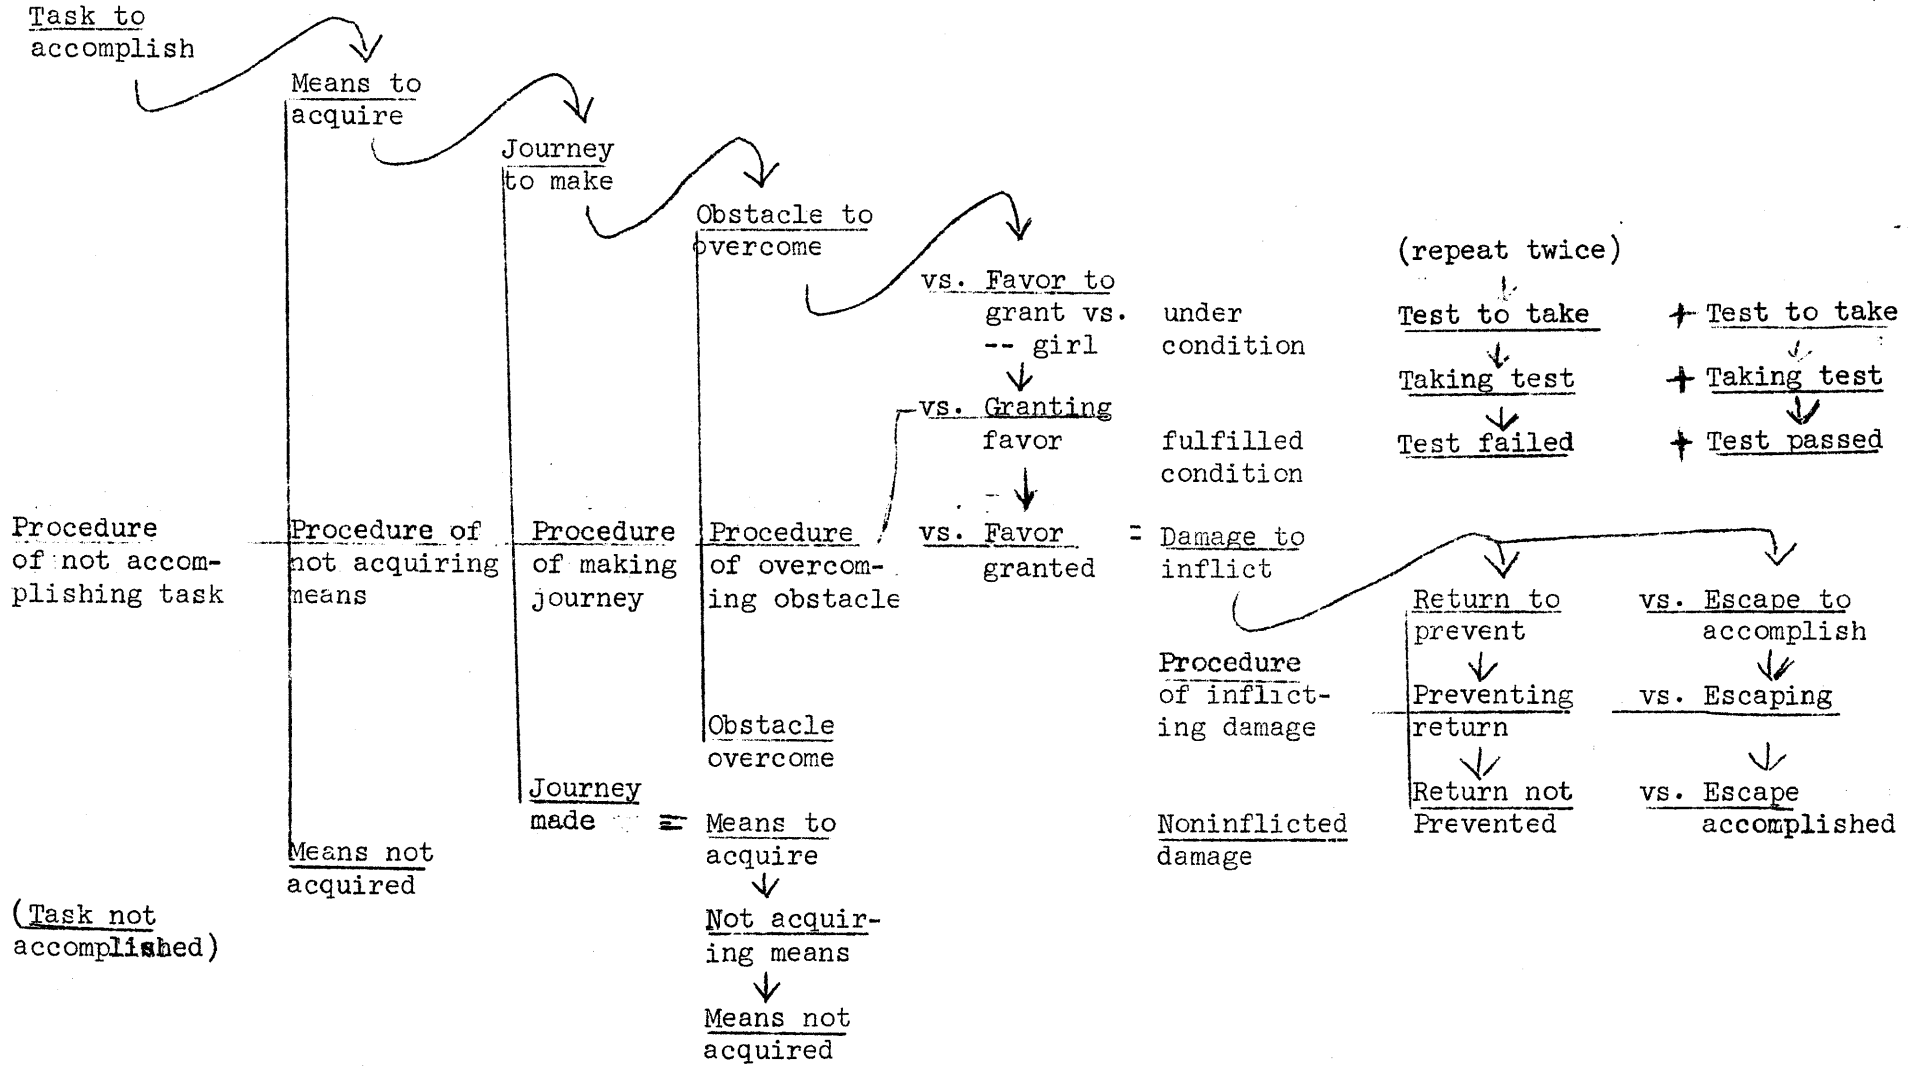 Task to
accomplish
Means to
acquire
Journey
to make
Obstacle to
overcome
vs. Favor to
grant vs.
-- girl
under
condition
(repeat twice)
Test to take
+ Test to take
Taking test
+ Taking test
vs. Granting
favor
fulfilled
condition
Test failed
+ Test passed
Procedure
of not accom-
plishing task
Procedure of
not acquiring
means
Procedure
of making
journey
Procedure
of overcom-
ing obstacle
vs. Favor
granted
= Damage to
inflict
Return to
prevent
vs. Escape to
accomplish
Procedure
of inflict-
ing damage
Preventing
return
vs. Escaping
Obstacle
overcome
Journey
made
= Means to
acquire
Noninflicted
damage
Return not
Prevented
vs. Escape
accomplished
Means not
acquired
(Task not
accomplished)
Not acquir-
ing means
Means not
acquired